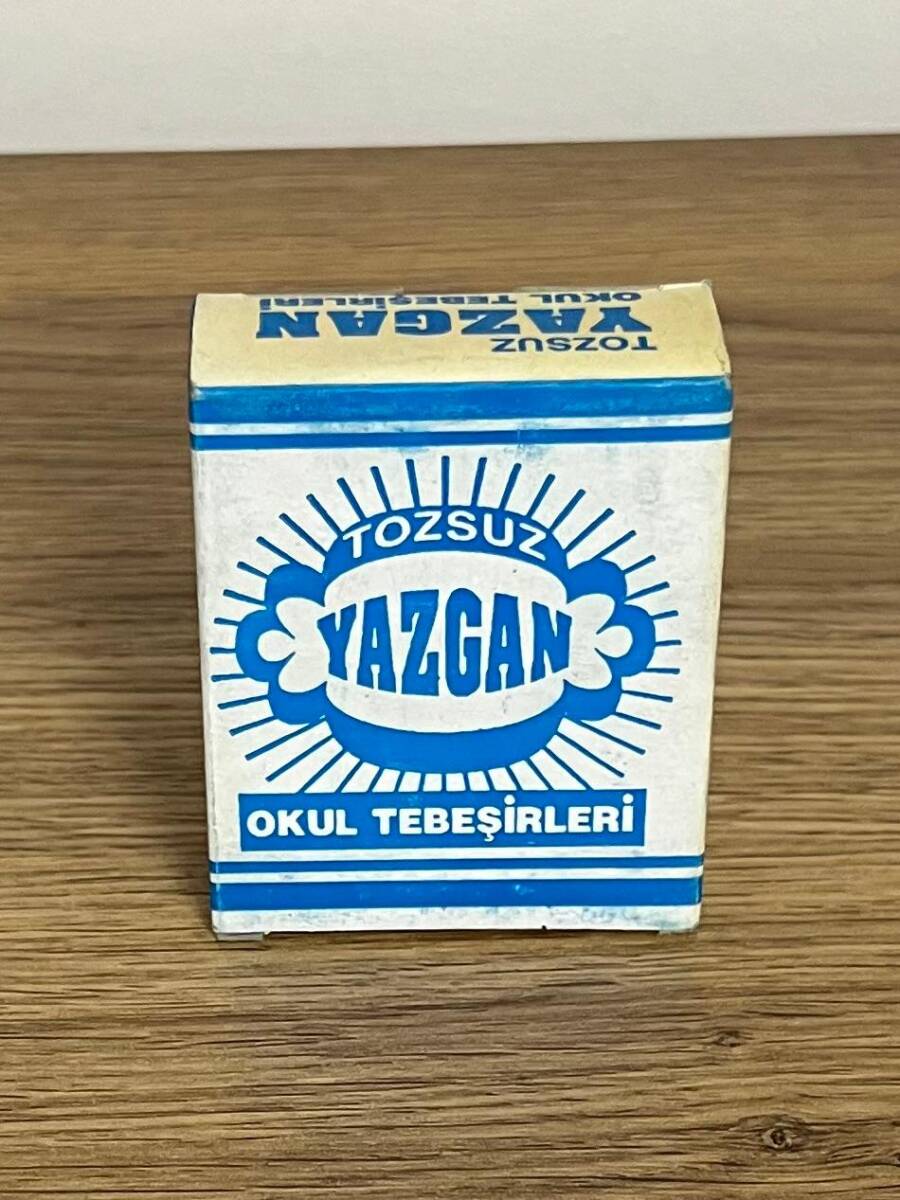 TOZSUZ
YAZGAN
OKUL TEBEŞİRLERİ
TOZSUZ
YAZGAN
OKUL TEBEŞİRLERİ